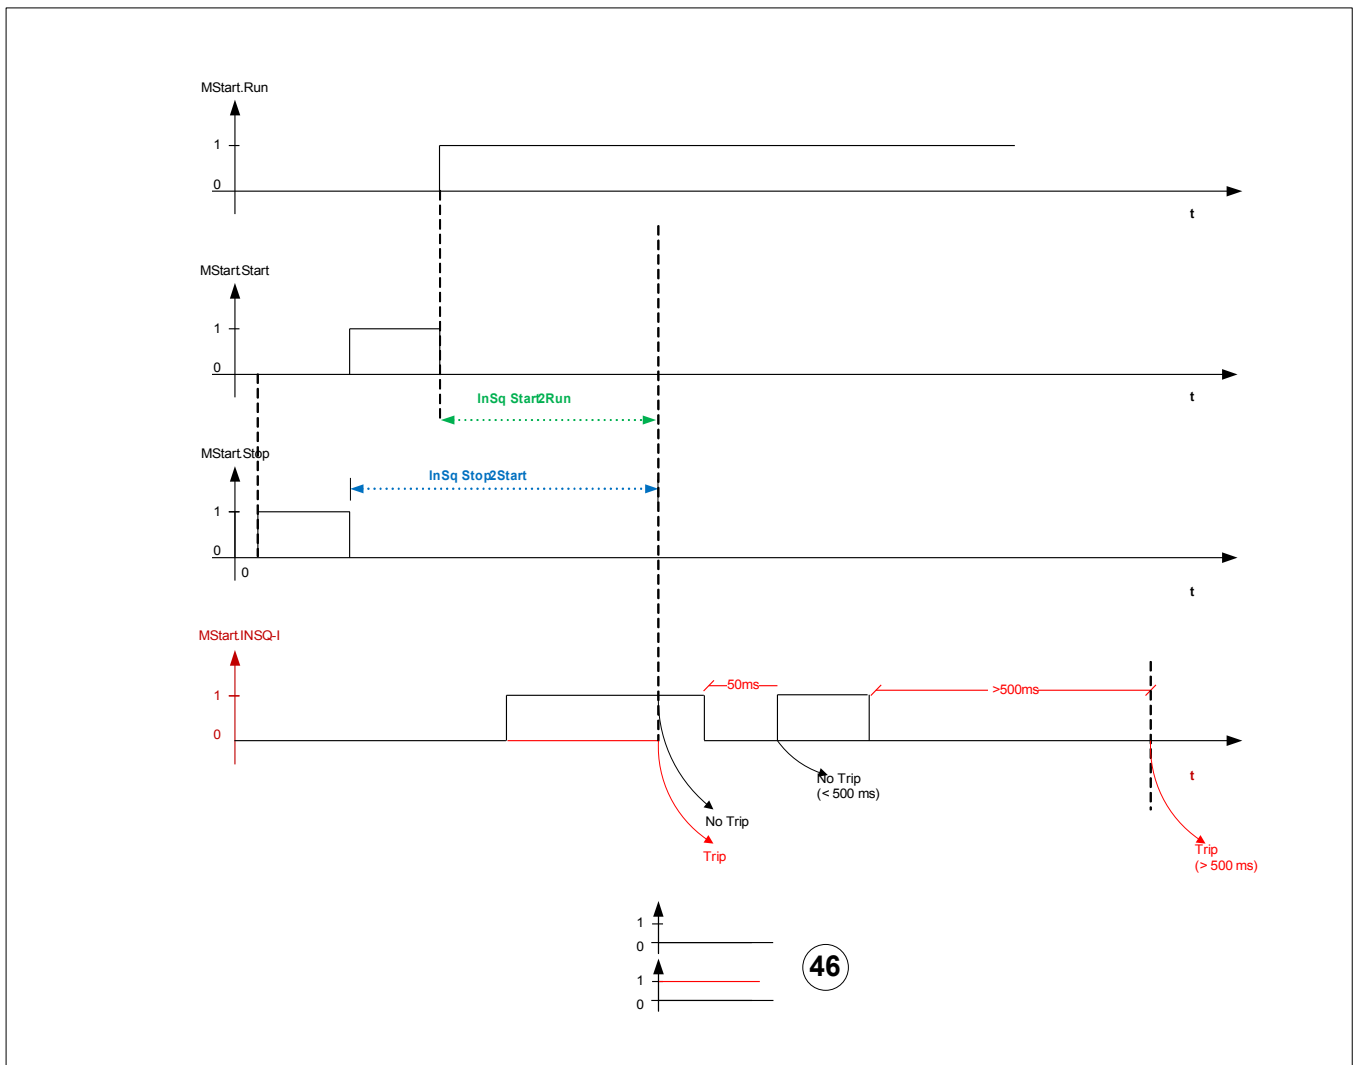 MStart.Run
1
0
t
MStart.Start
1
0
t
InSq Start2Run
MStart.Stop
InSq Stop2Start
1
0
0
t
MStart.INSQ-I
1
0
50ms
>500ms
t
No Trip
(< 500 ms)
No Trip
Trip
Trip
(> 500 ms)
1
0
46
1
0